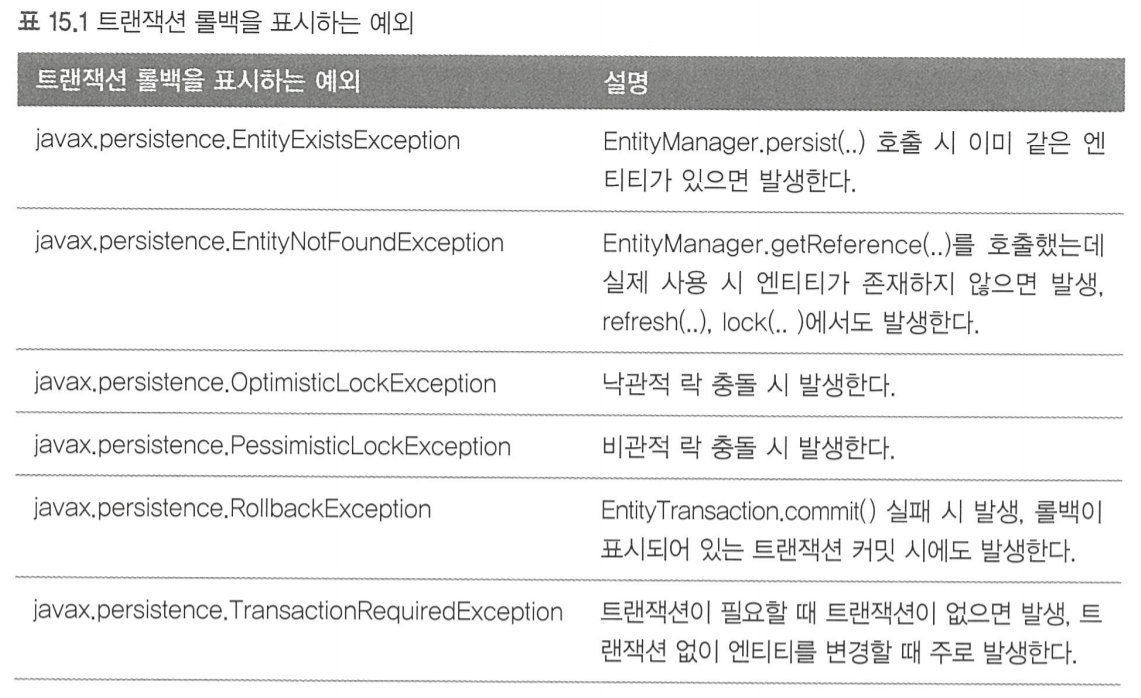 표 15.1 트랜잭션 롤백을 표시하는 예외
트랜잭션 롤백을 표시하는 예외 설명
javax.persistence.EntityExistsException EntityManager.persist(..) 호출 시 이미 같은 엔
티티가 있으면 발생한다.
javax.persistence.EntityNotFoundException EntityManager.getReference(..)를 호출했는데
실제 사용 시 엔티티가 존재하지 않으면 발생,
refresh(..), lock(.. )에서도 발생한다.
javax.persistence.OptimisticLockException 낙관적 락 충돌 시 발생한다.
javax.persistence.PessimisticLockException 비관적 락 충돌 시 발생한다.
javax.persistence.RollbackException EntityTransaction.commit() 실패 시 발생, 롤백이
표시되어 있는 트랜잭션 커밋 시에도 발생한다.
javax.persistence.TransactionRequiredException 트랜잭션이 필요할 때 트랜잭션이 없으면 발생, 트
랜잭션 없이 엔티티를 변경할 때 주로 발생한다.